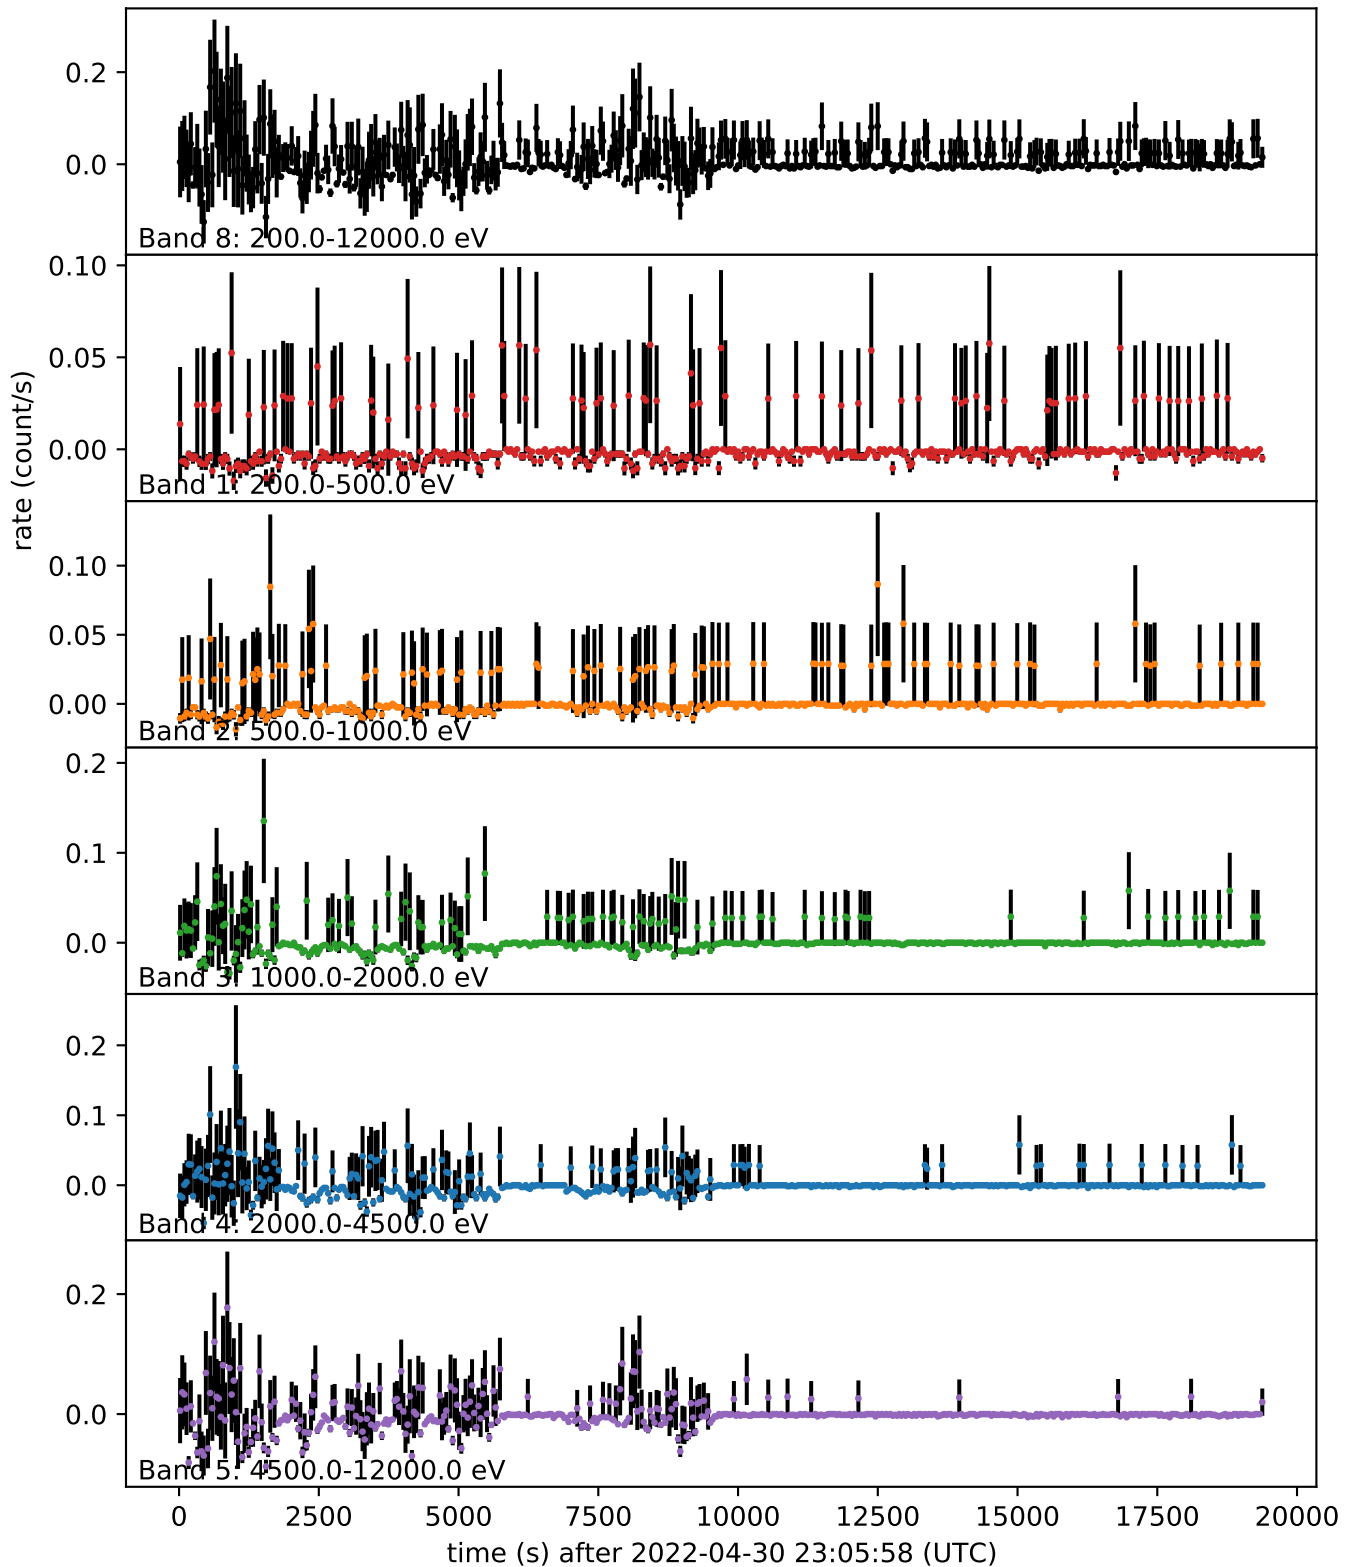 0.2
0.0
Band 8: 200.0-12000.0 eV
0.10
0.05
0.00
Band 1: 200.0-500.0 eV
rate (count/s)
0.10
0.05
0.00
Band 2: 500.0-1000.0 eV
0.2
0.1
0.0
Band 3: 1000.0-2000.0 eV
0.2
0.1
0.0
Band 4: 2000.0-4500.0 eV
0.2
0.0
Band 5: 4500.0-12000.0 eV
0 2500 5000 7500 10000 12500 15000 17500 20000
time (s) after 2022-04-30 23:05:58 (UTC)